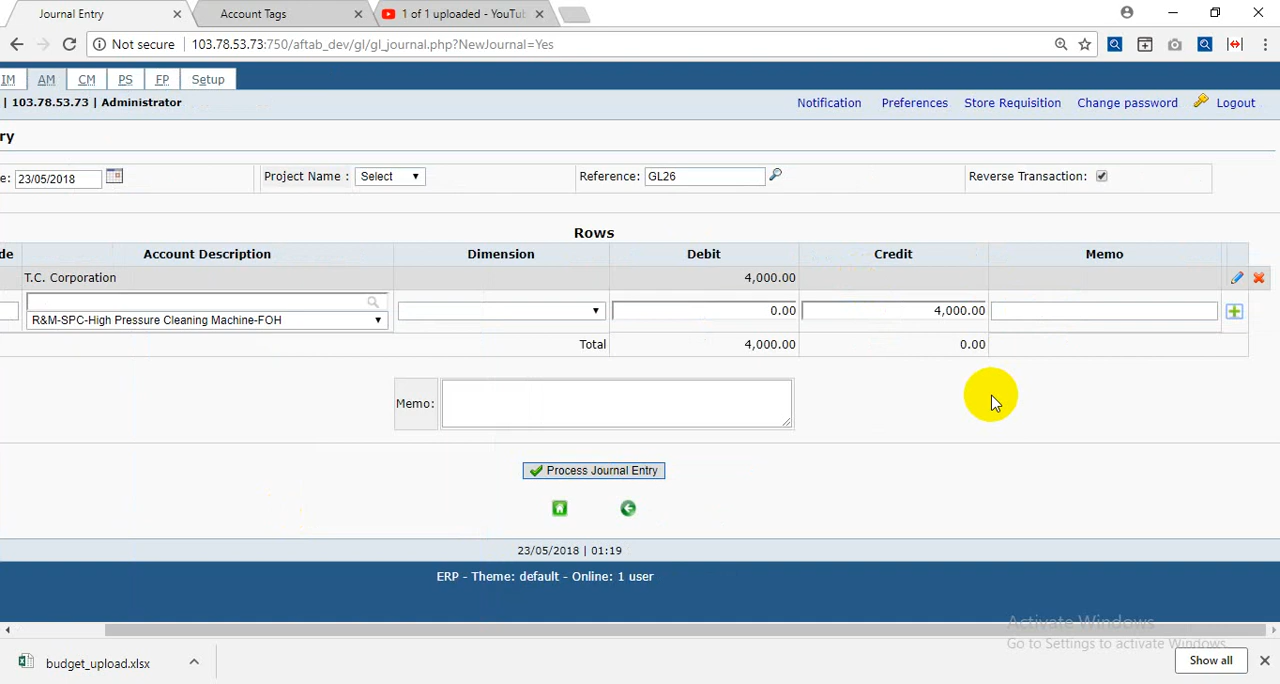 Journal Entry
Account Tags
1 of 1 uploaded - YouTu
Not secure
103.78.53.73:750/aftab_dev/gl/gl_journal.php?NewJournal=Yes
IM AM CM PS FP Setup
| 103.78.53.73 | Administrator
Notification Preferences Store Requisition Change password Logout
ry
e: 23/05/2018
Project Name : Select
Reference: GL26
Reverse Transaction:
Rows
de Account Description Dimension Debit Credit Memo
T.C. Corporation 4,000.00
R&M-SPC-High Pressure Cleaning Machine-FOH 0.00 4,000.00
Total 4,000.00 0.00
Memo:
Process Journal Entry
23/05/2018 | 01:19
ERP - Theme: default - Online: 1 user
Activate Windows
Go to Settings to activate Windows.
budget_upload.xlsx
Show all